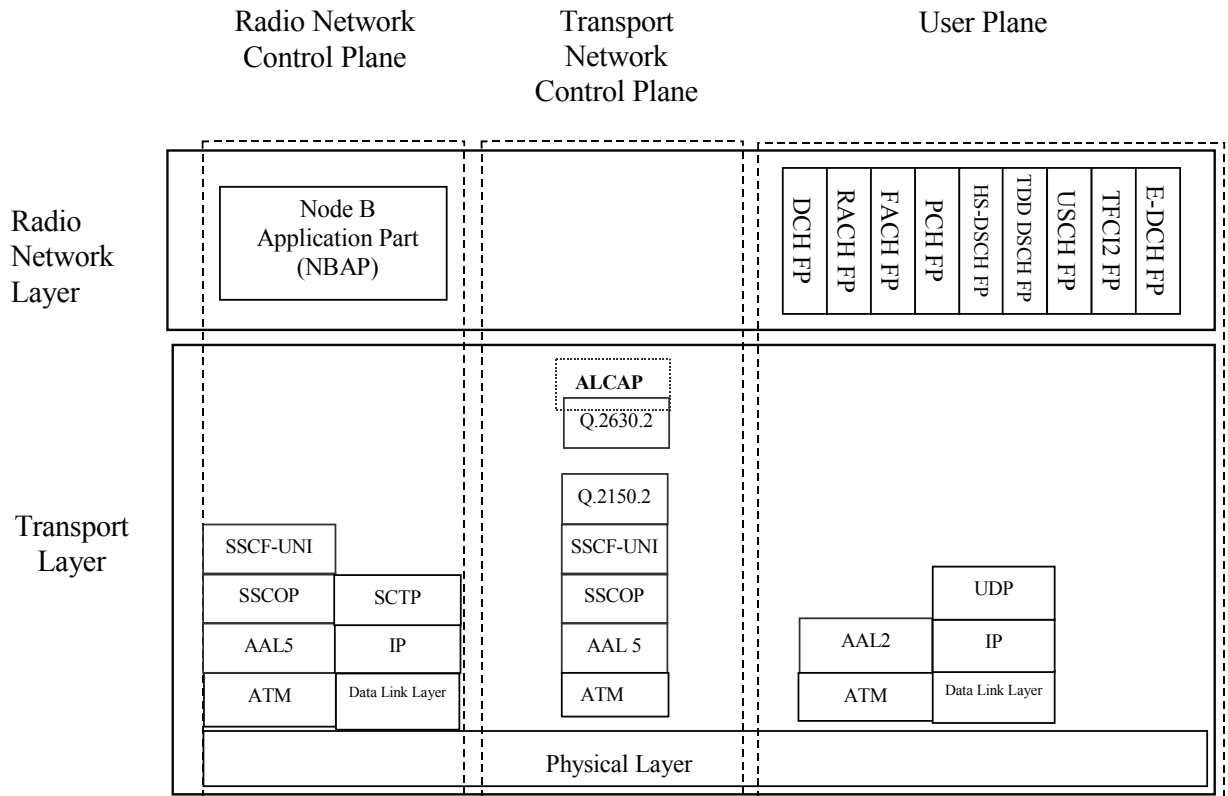 Radio Network
Control Plane
Transport
Network
Control Plane
User Plane
Radio
Network
Layer
Node B
Application Part
(NBAP)
DCH FP
RACH FP
FACH FP
PCH FP
HS-DSCH FP
TDD DSCH FP
USCH FP
TFCI2 FP
E-DCH FP
Transport
Layer
SSCF-UNI
SSCOP
AAL5
ATM
SCTP
IP
Data Link Layer
ALCAP
Q.2630.2
Q.2150.2
SSCF-UNI
SSCOP
AAL 5
ATM
AAL2
ATM
UDP
IP
Data Link Layer
Physical Layer